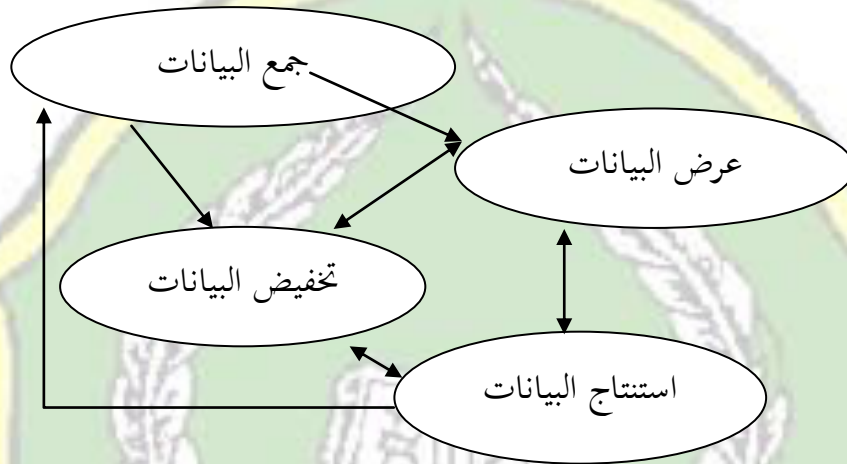 جمع البيانات
عرض البيانات
تخفيض البيانات
استنتاج البيانات